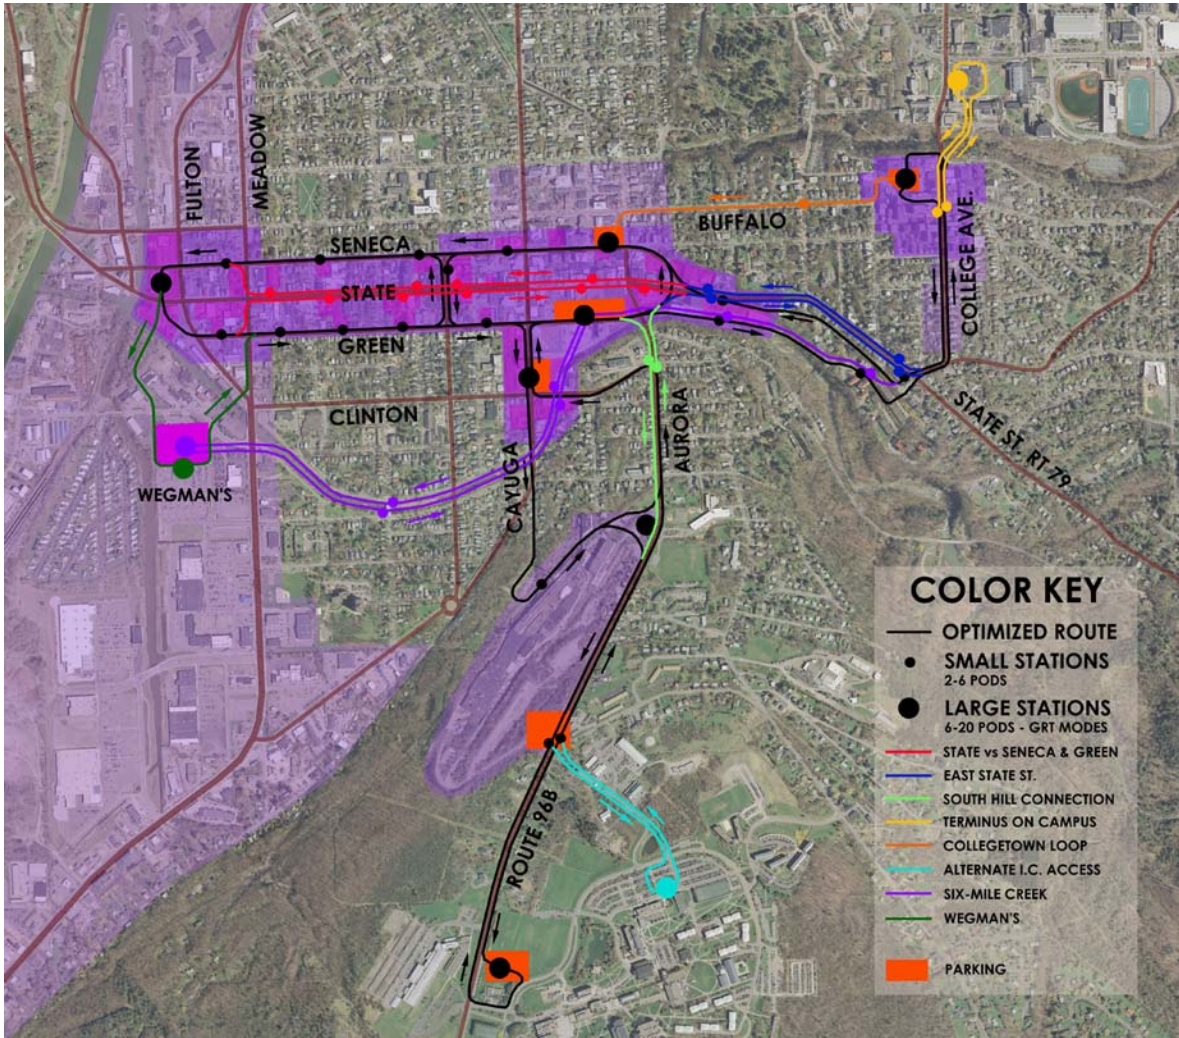 FULTON
MEADOW
SENECA
BUFFALO
COLLEGE AVE.
STATE
GREEN
CLINTON
CAYUGA
AURORA
STATE ST. RT 79
WEGMAN'S
ROUTE 96B
COLOR KEY
OPTIMIZED ROUTE
SMALL STATIONS
2-6 PODS
LARGE STATIONS
6-20 PODS - GRT MODES
STATE vs SENECA & GREEN
EAST STATE ST.
SOUTH HILL CONNECTION
TERMINUS ON CAMPUS
COLLEGETOWN LOOP
ALTERNATE I.C. ACCESS
SIX-MILE CREEK
WEGMAN'S
PARKING